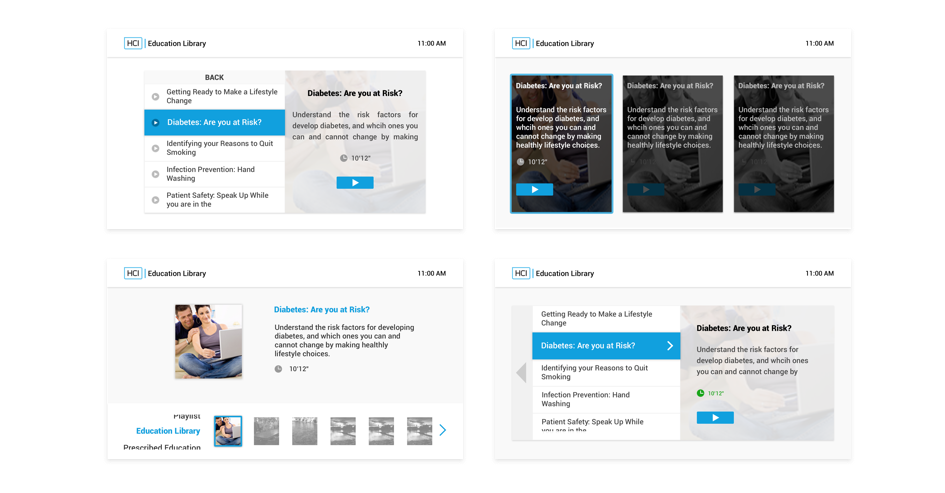 HCI Education Library
11:00 AM
BACK
Getting Ready to Make a Lifestyle
Change
Diabetes: Are you at Risk?
Identifying your Reasons to Quit
Smoking
Infection Prevention: Hand
Washing
Patient Safety: Speak Up While
you are in the
Diabetes: Are you at Risk?
Understand the risk factors for
develop diabetes, and whcih ones you
can and cannot change by making
10'12"
HCI Education Library
11:00 AM
Diabetes: Are you at Risk?
Understand the risk factors
for develop diabetes, and
whcih ones you can and
cannot change by making
healthly lifestyle choices.
10'12"
Diabetes: Are you at Risk?
Understand the risk factors
for develop diabetes, and
whcih ones you can and
cannot change by making
healthly lifestyle choices.
10'12"
Diabetes: Are you at Risk?
Understand the risk factors
for develop diabetes, and
whcih ones you can and
cannot change by making
healthly lifestyle choices.
10'12"
HCI Education Library
11:00 AM
Diabetes: Are you at Risk?
Understand the risk factors for developing
diabetes, and which ones you can and
cannot change by making healthly
lifestyle choices.
10'12"
Playlist
Education Library
Prescribed Education
HCI Education Library
11:00 AM
Getting Ready to Make a Lifestyle
Change
Diabetes: Are you at Risk?
Identifying your Reasons to Quit
Smoking
Infection Prevention: Hand
Washing
Patient Safety: Speak Up While
you are in the
Diabetes: Are you at Risk?
Understand the risk factors for
develop diabetes, and whcih ones
you can and cannot change by
10'12"